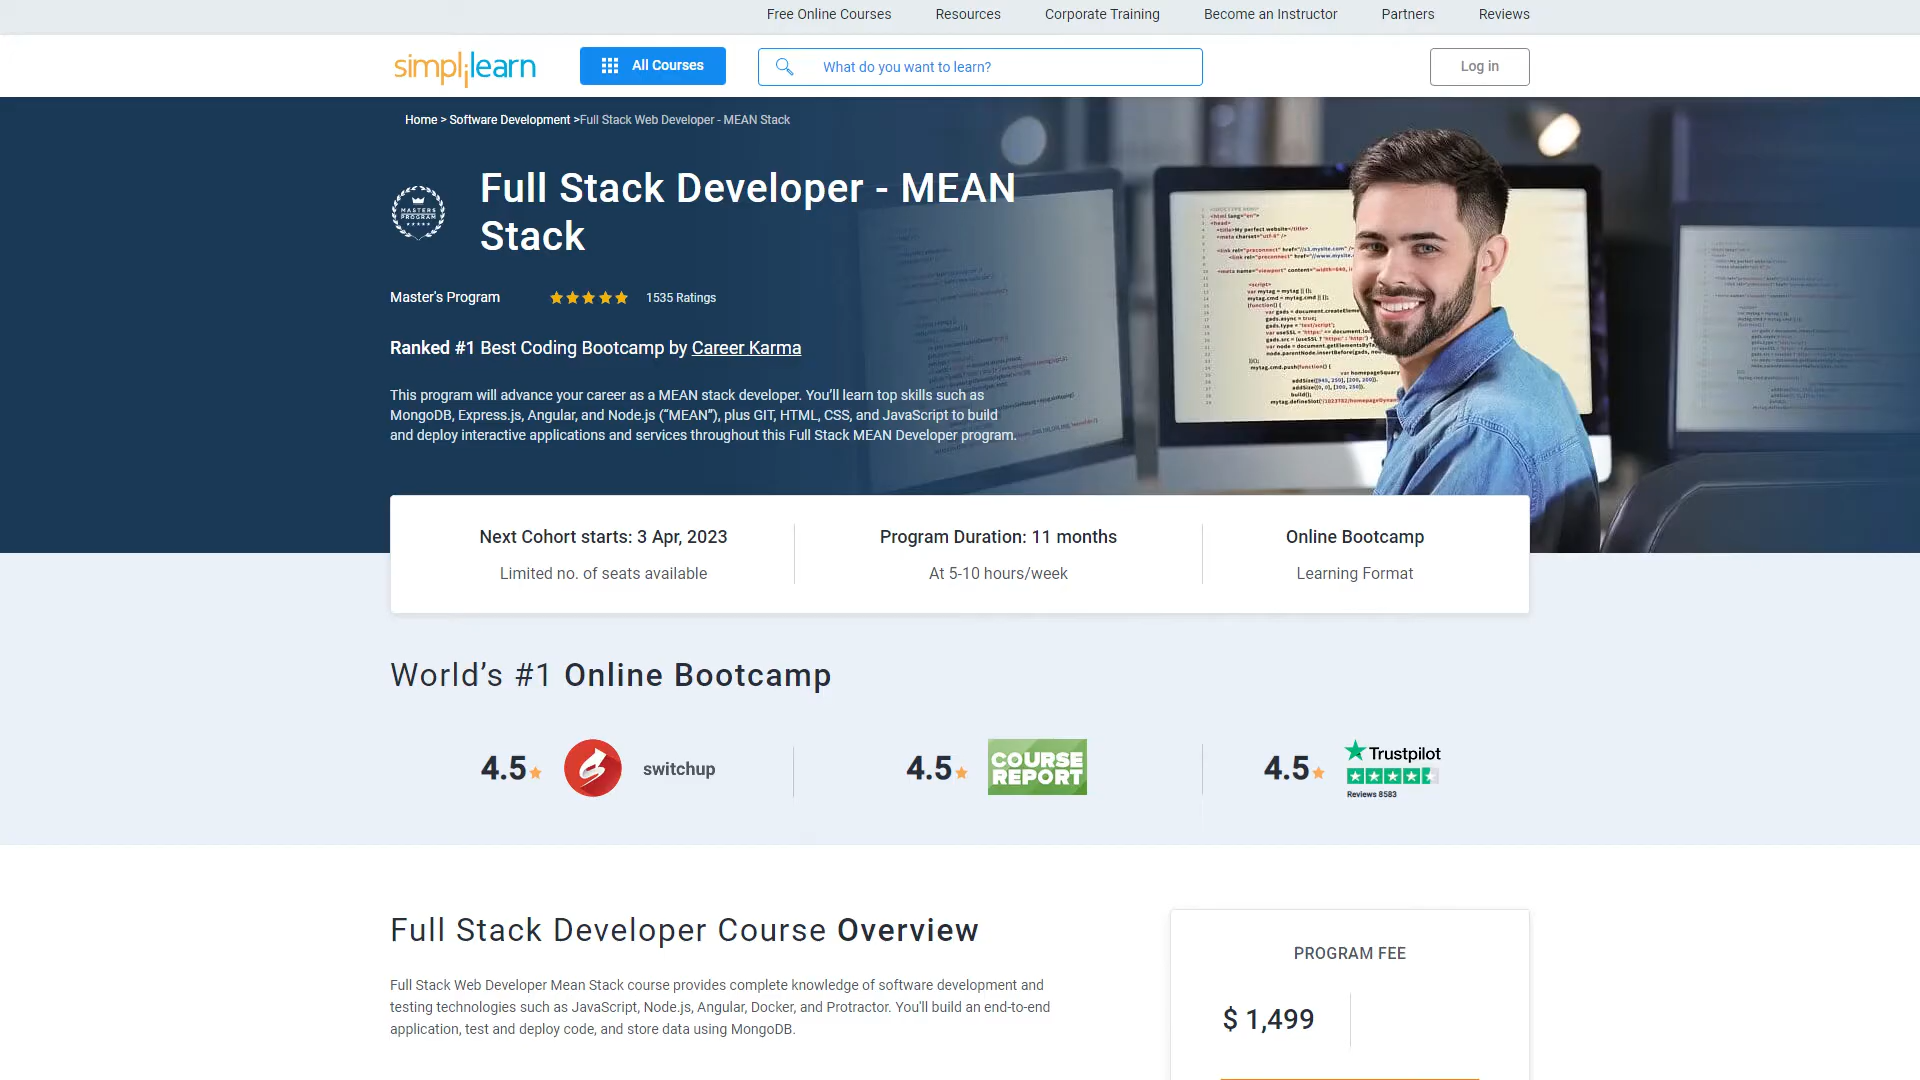 Free Online Courses Resources Corporate Training Become an Instructor Partners Reviews
simplilearn All Courses What do you want to learn? Log in
Home > Software Development >Full Stack Web Developer - MEAN Stack
Full Stack Developer - MEAN
Stack
MASTERS
PROGRAM
Master's Program 1535 Ratings
Ranked #1 Best Coding Bootcamp by Career Karma
This program will advance your career as a MEAN stack developer. You’ll learn top skills such as
MongoDB, Express.js, Angular, and Node.js (“MEAN”), plus GIT, HTML, CSS, and JavaScript to build
and deploy interactive applications and services throughout this Full Stack MEAN Developer program.
Next Cohort starts: 3 Apr, 2023
Limited no. of seats available
Program Duration: 11 months
At 5-10 hours/week
Online Bootcamp
Learning Format
World’s #1 Online Bootcamp
4.5 switchup
4.5 COURSE
REPORT
4.5 Trustpilot
Reviews 8583
Full Stack Developer Course Overview
Full Stack Web Developer Mean Stack course provides complete knowledge of software development and
testing technologies such as JavaScript, Node.js, Angular, Docker, and Protractor. You'll build an end-to-end
application, test and deploy code, and store data using MongoDB.
PROGRAM FEE
$ 1,499